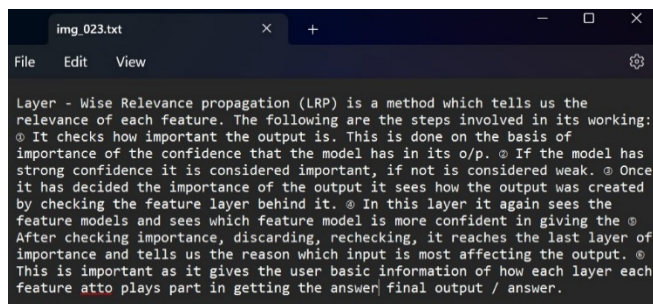 img_023.txt
File Edit View
Layer - Wise Relevance propagation (LRP) is a method which tells us the
relevance of each feature. The following are the steps involved in its working:
① It checks how important the output is. This is done on the basis of
importance of the confidence that the model has in its o/p. ② If the model has
strong confidence it is considered important, if not is considered weak. ③ Once
it has decided the importance of the output it sees how the output was created
by checking the feature layer behind it. ④ In this layer it again sees the
feature models and sees which feature model is more confident in giving the ⑤
After checking importance, discarding, rechecking, it reaches the last layer of
importance and tells us the reason which input is most affecting the output. ⑥
This is important as it gives the user basic information of how each layer each
feature atto plays part in getting the answer final output / answer.